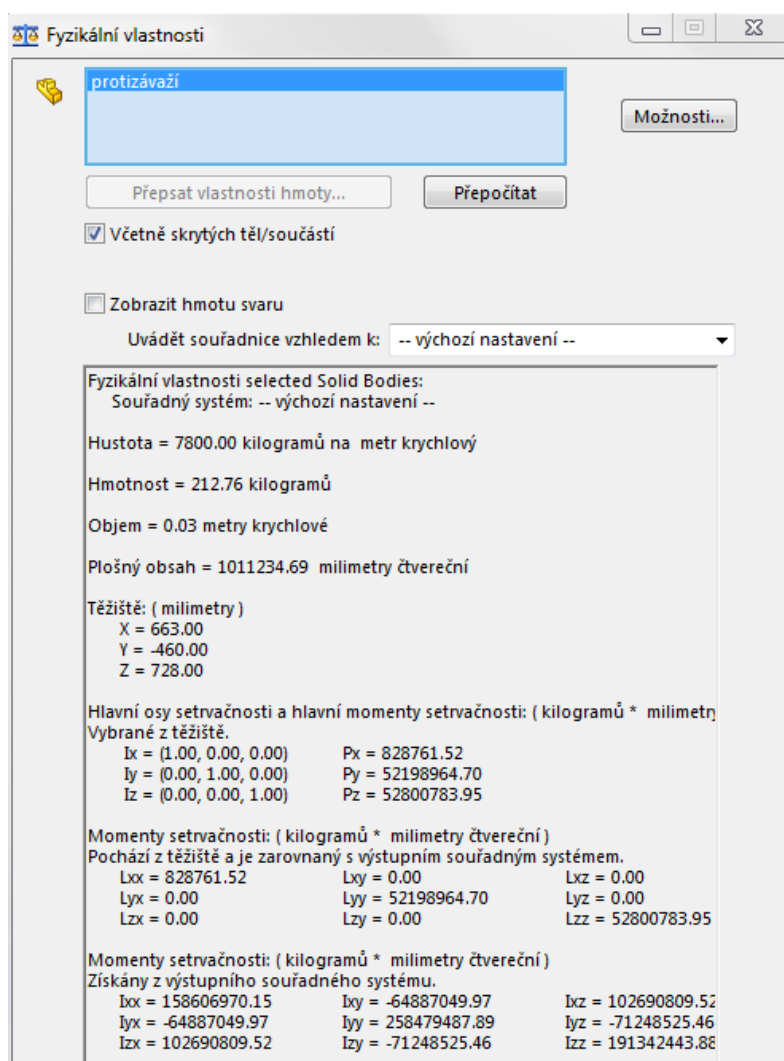 Fyzikální vlastnosti
protizávaží
Možnosti...
Přepsat vlastnosti hmoty...
Přepočítat
Včetně skrytých těl/součástí
Zobrazit hmotu svaru
Uvádět souřadnice vzhledem k: -- výchozí nastavení --
Fyzikální vlastnosti selected Solid Bodies:
Souřadný systém: -- výchozí nastavení --
Hustota = 7800.00 kilogramů na metr krychlový
Hmotnost = 212.76 kilogramů
Objem = 0.03 metry krychlové
Plošný obsah = 1011234.69 milimetry čtvereční
Těžiště: ( milimetry )
X = 663.00
Y = -460.00
Z = 728.00
Hlavní osy setrvačnosti a hlavní momenty setrvačnosti: ( kilogramů * milimetry
Vybrané z těžiště.
Ix = (1.00, 0.00, 0.00) Px = 828761.52
Iy = (0.00, 1.00, 0.00) Py = 52198964.70
Iz = (0.00, 0.00, 1.00) Pz = 52800783.95
Momenty setrvačnosti: ( kilogramů * milimetry čtvereční )
Pochází z těžiště a je zarovnaný s výstupním souřadným systémem.
Lxx = 828761.52 Lxy = 0.00 Lxz = 0.00
Lyx = 0.00 Lyy = 52198964.70 Lyz = 0.00
Lzx = 0.00 Lzy = 0.00 Lzz = 52800783.95
Momenty setrvačnosti: ( kilogramů * milimetry čtvereční )
Získány z výstupního souřadného systému.
Ixx = 158606970.15 Ixy = -64887049.97 Ixz = 102690809.52
Iyx = -64887049.97 Iyy = 258479487.89 Iyz = -71248525.46
Izx = 102690809.52 Izy = -71248525.46 Izz = 191342443.88